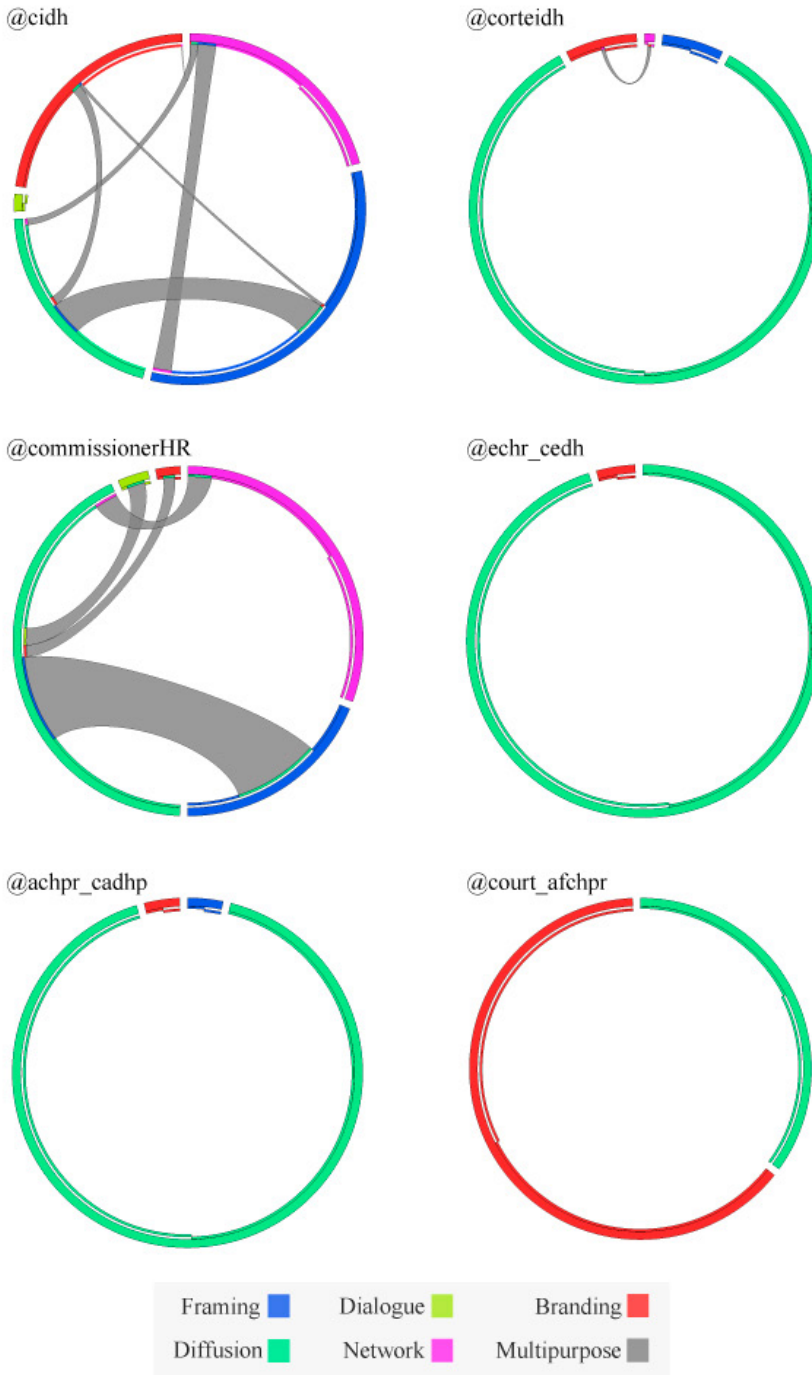 @cidh
@corteidh
@commissionerHR
@echr_cedh
@achpr_cadhp
@court_afchpr
Framing Dialogue Branding
Diffusion Network Multipurpose